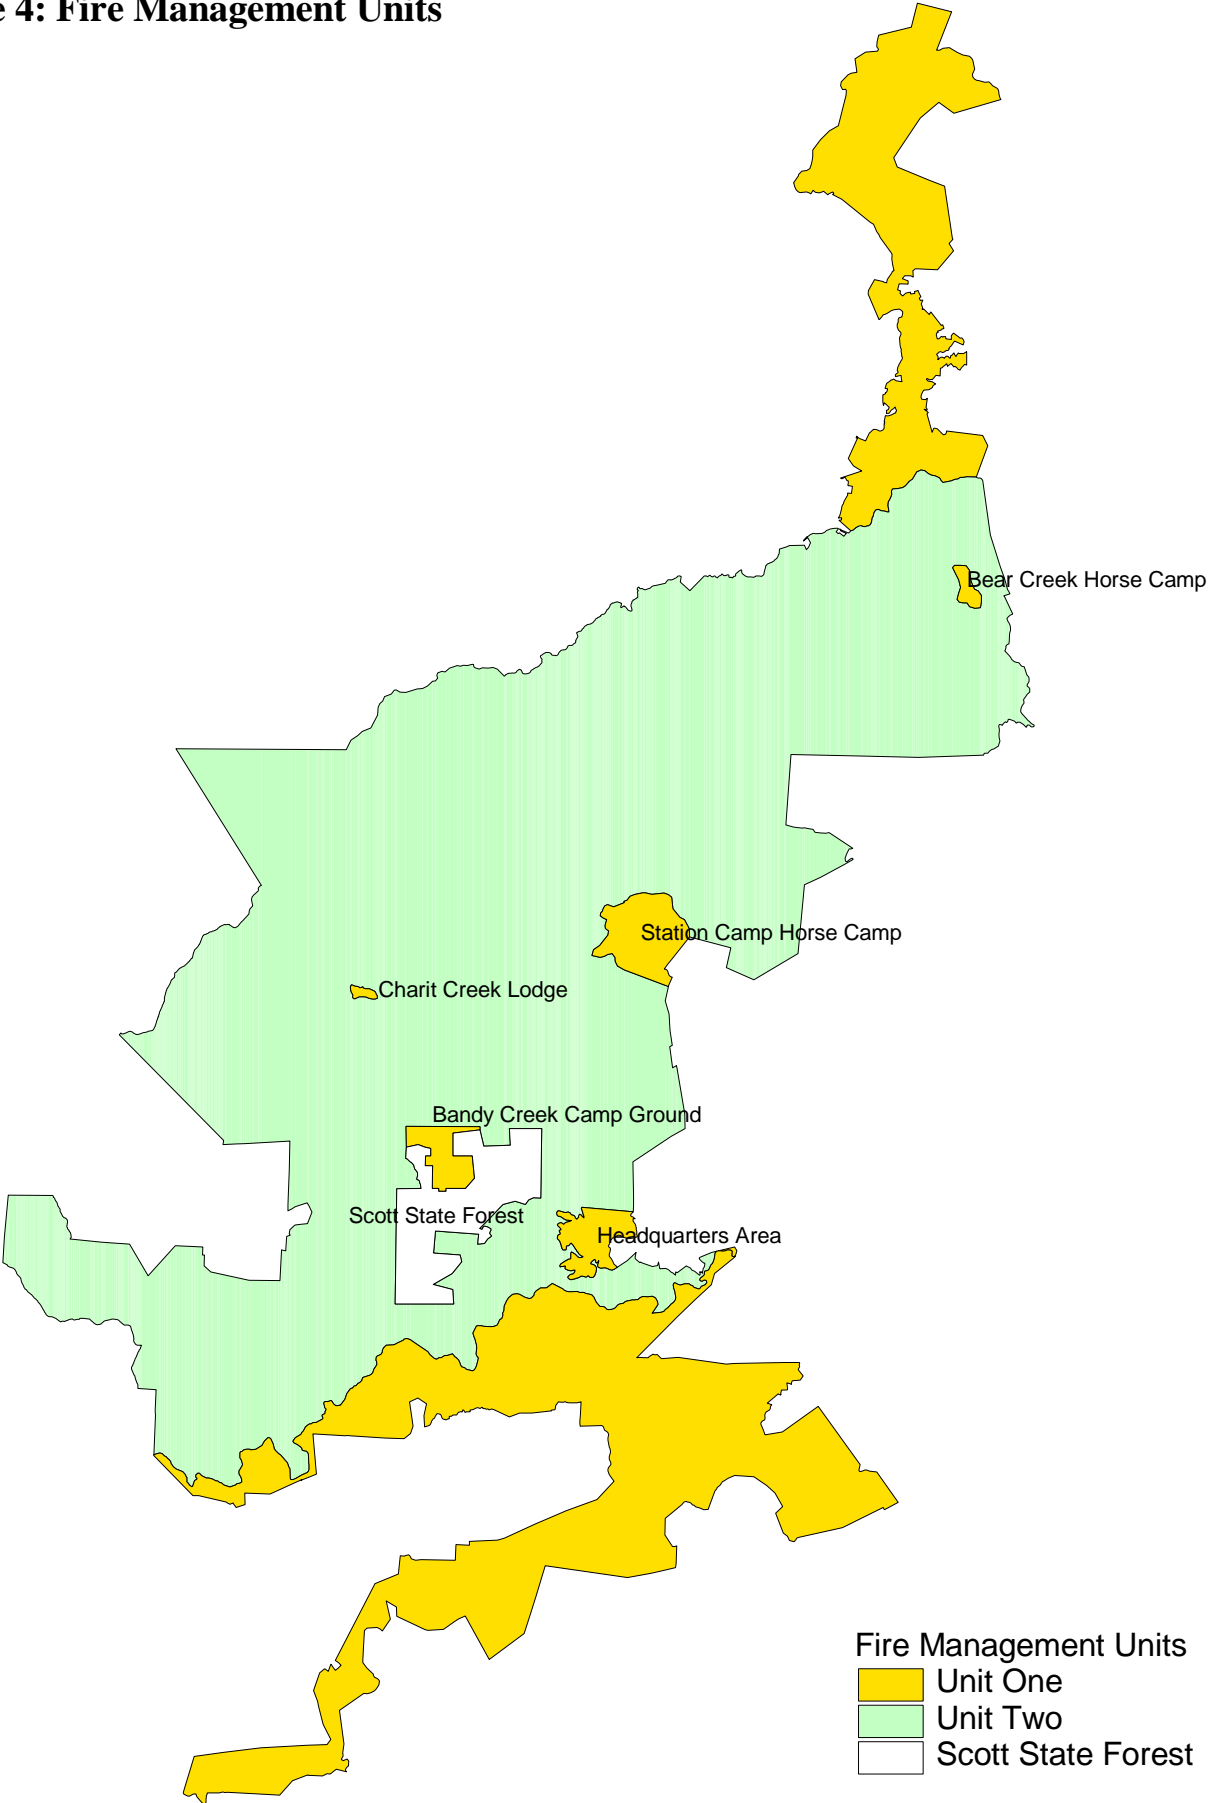 4: Fire Management Units
Bear Creek Horse Camp
Station Camp Horse Camp
Charit Creek Lodge
Bandy Creek Camp Ground
Scott State Forest
Headquarters Area
Fire Management Units
Unit One
Unit Two
Scott State Forest